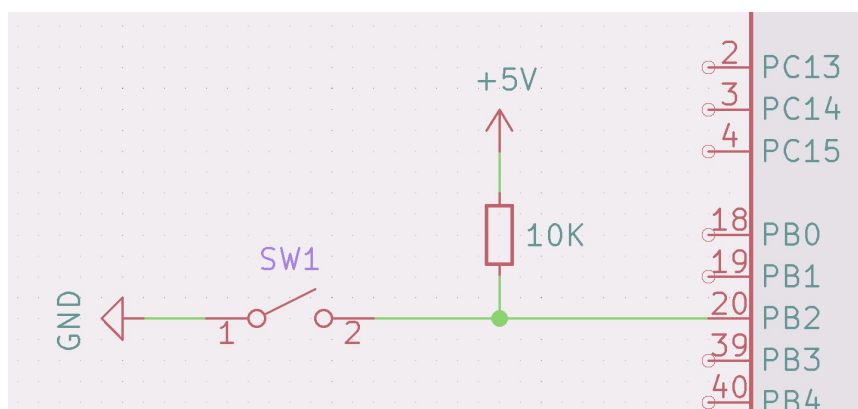 2 PC13
+5V
3 PC14
4 PC15
18 PB0
10K
SW1
19 PB1
GND
20 PB2
1
2
39 PB3
40 PB4